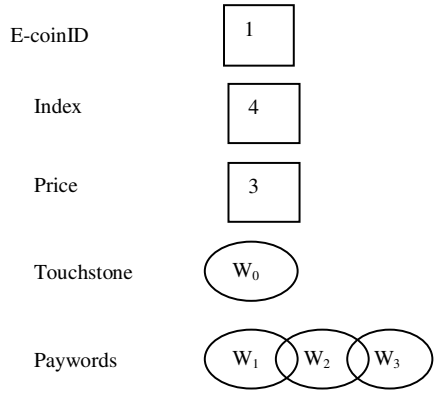 E-coinID 1
Index 4
Price 3
Touchstone W₀
Paywords W₁ W₂ W₃